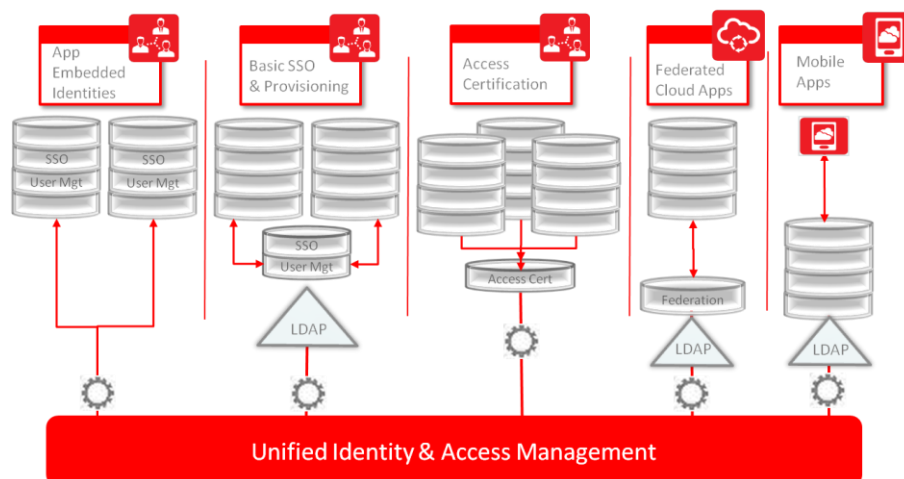 App
Embedded
Identities
Basic SSO
& Provisioning
Access
Certification
Federated
Cloud Apps
Mobile
Apps
SSO
User Mgt
SSO
User Mgt
SSO
User Mgt
LDAP
Access Cert
Federation
LDAP
LDAP
Unified Identity & Access Management